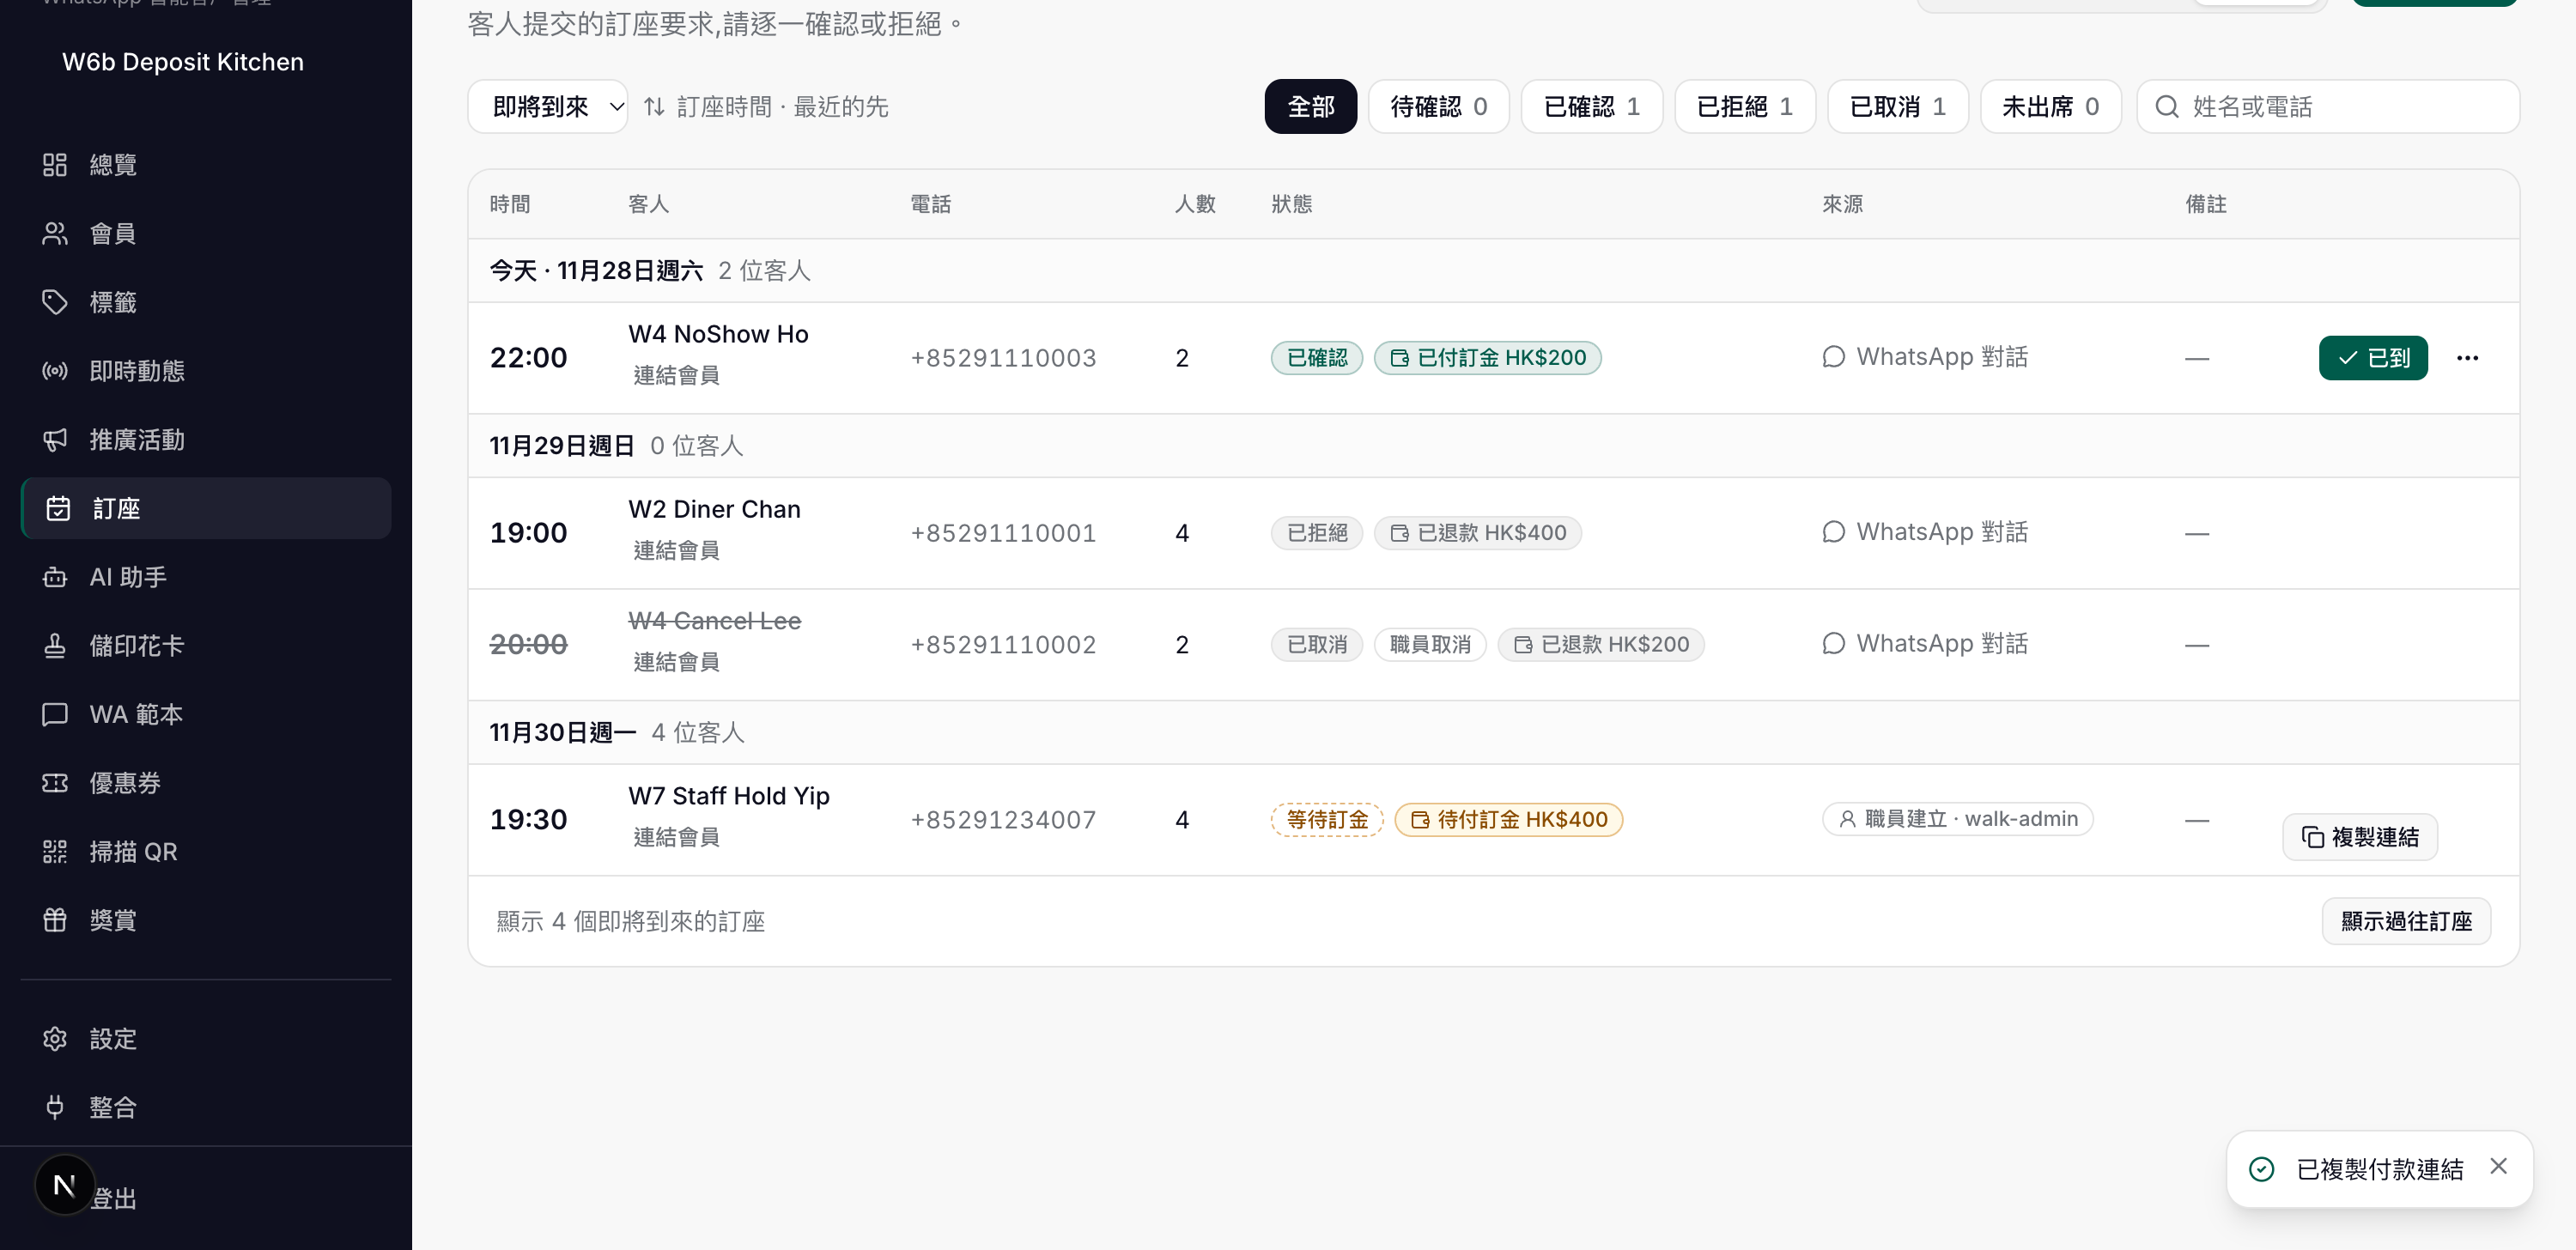 W6b Deposit Kitchen
總覽
會員
標籤
即時動態
推廣活動
訂座
AI 助手
儲印花卡
WA 範本
優惠券
掃描 QR
獎賞
設定
整合
N
登出
客人提交的訂座要求,請逐一確認或拒絕。
即將到來
訂座時間 · 最近的先
全部
待確認 0
已確認 1
已拒絕 1
已取消 1
未出席 0
姓名或電話
時間 客人 電話 人數 狀態 來源 備註
今天 · 11月28日週六 2 位客人
22:00 W4 NoShow Ho +85291110003 2 已確認 已付訂金 HK$200 WhatsApp 對話 — 已到
連結會員
11月29日週日 0 位客人
19:00 W2 Diner Chan +85291110001 4 已拒絕 已退款 HK$400 WhatsApp 對話 —
連結會員
20:00 W4 Cancel Lee +85291110002 2 已取消 職員取消 已退款 HK$200 WhatsApp 對話 —
連結會員
11月30日週一 4 位客人
19:30 W7 Staff Hold Yip +85291234007 4 等待訂金 待付訂金 HK$400 職員建立 · walk-admin — 複製連結
連結會員
顯示 4 個即將到來的訂座
顯示過往訂座
已複製付款連結